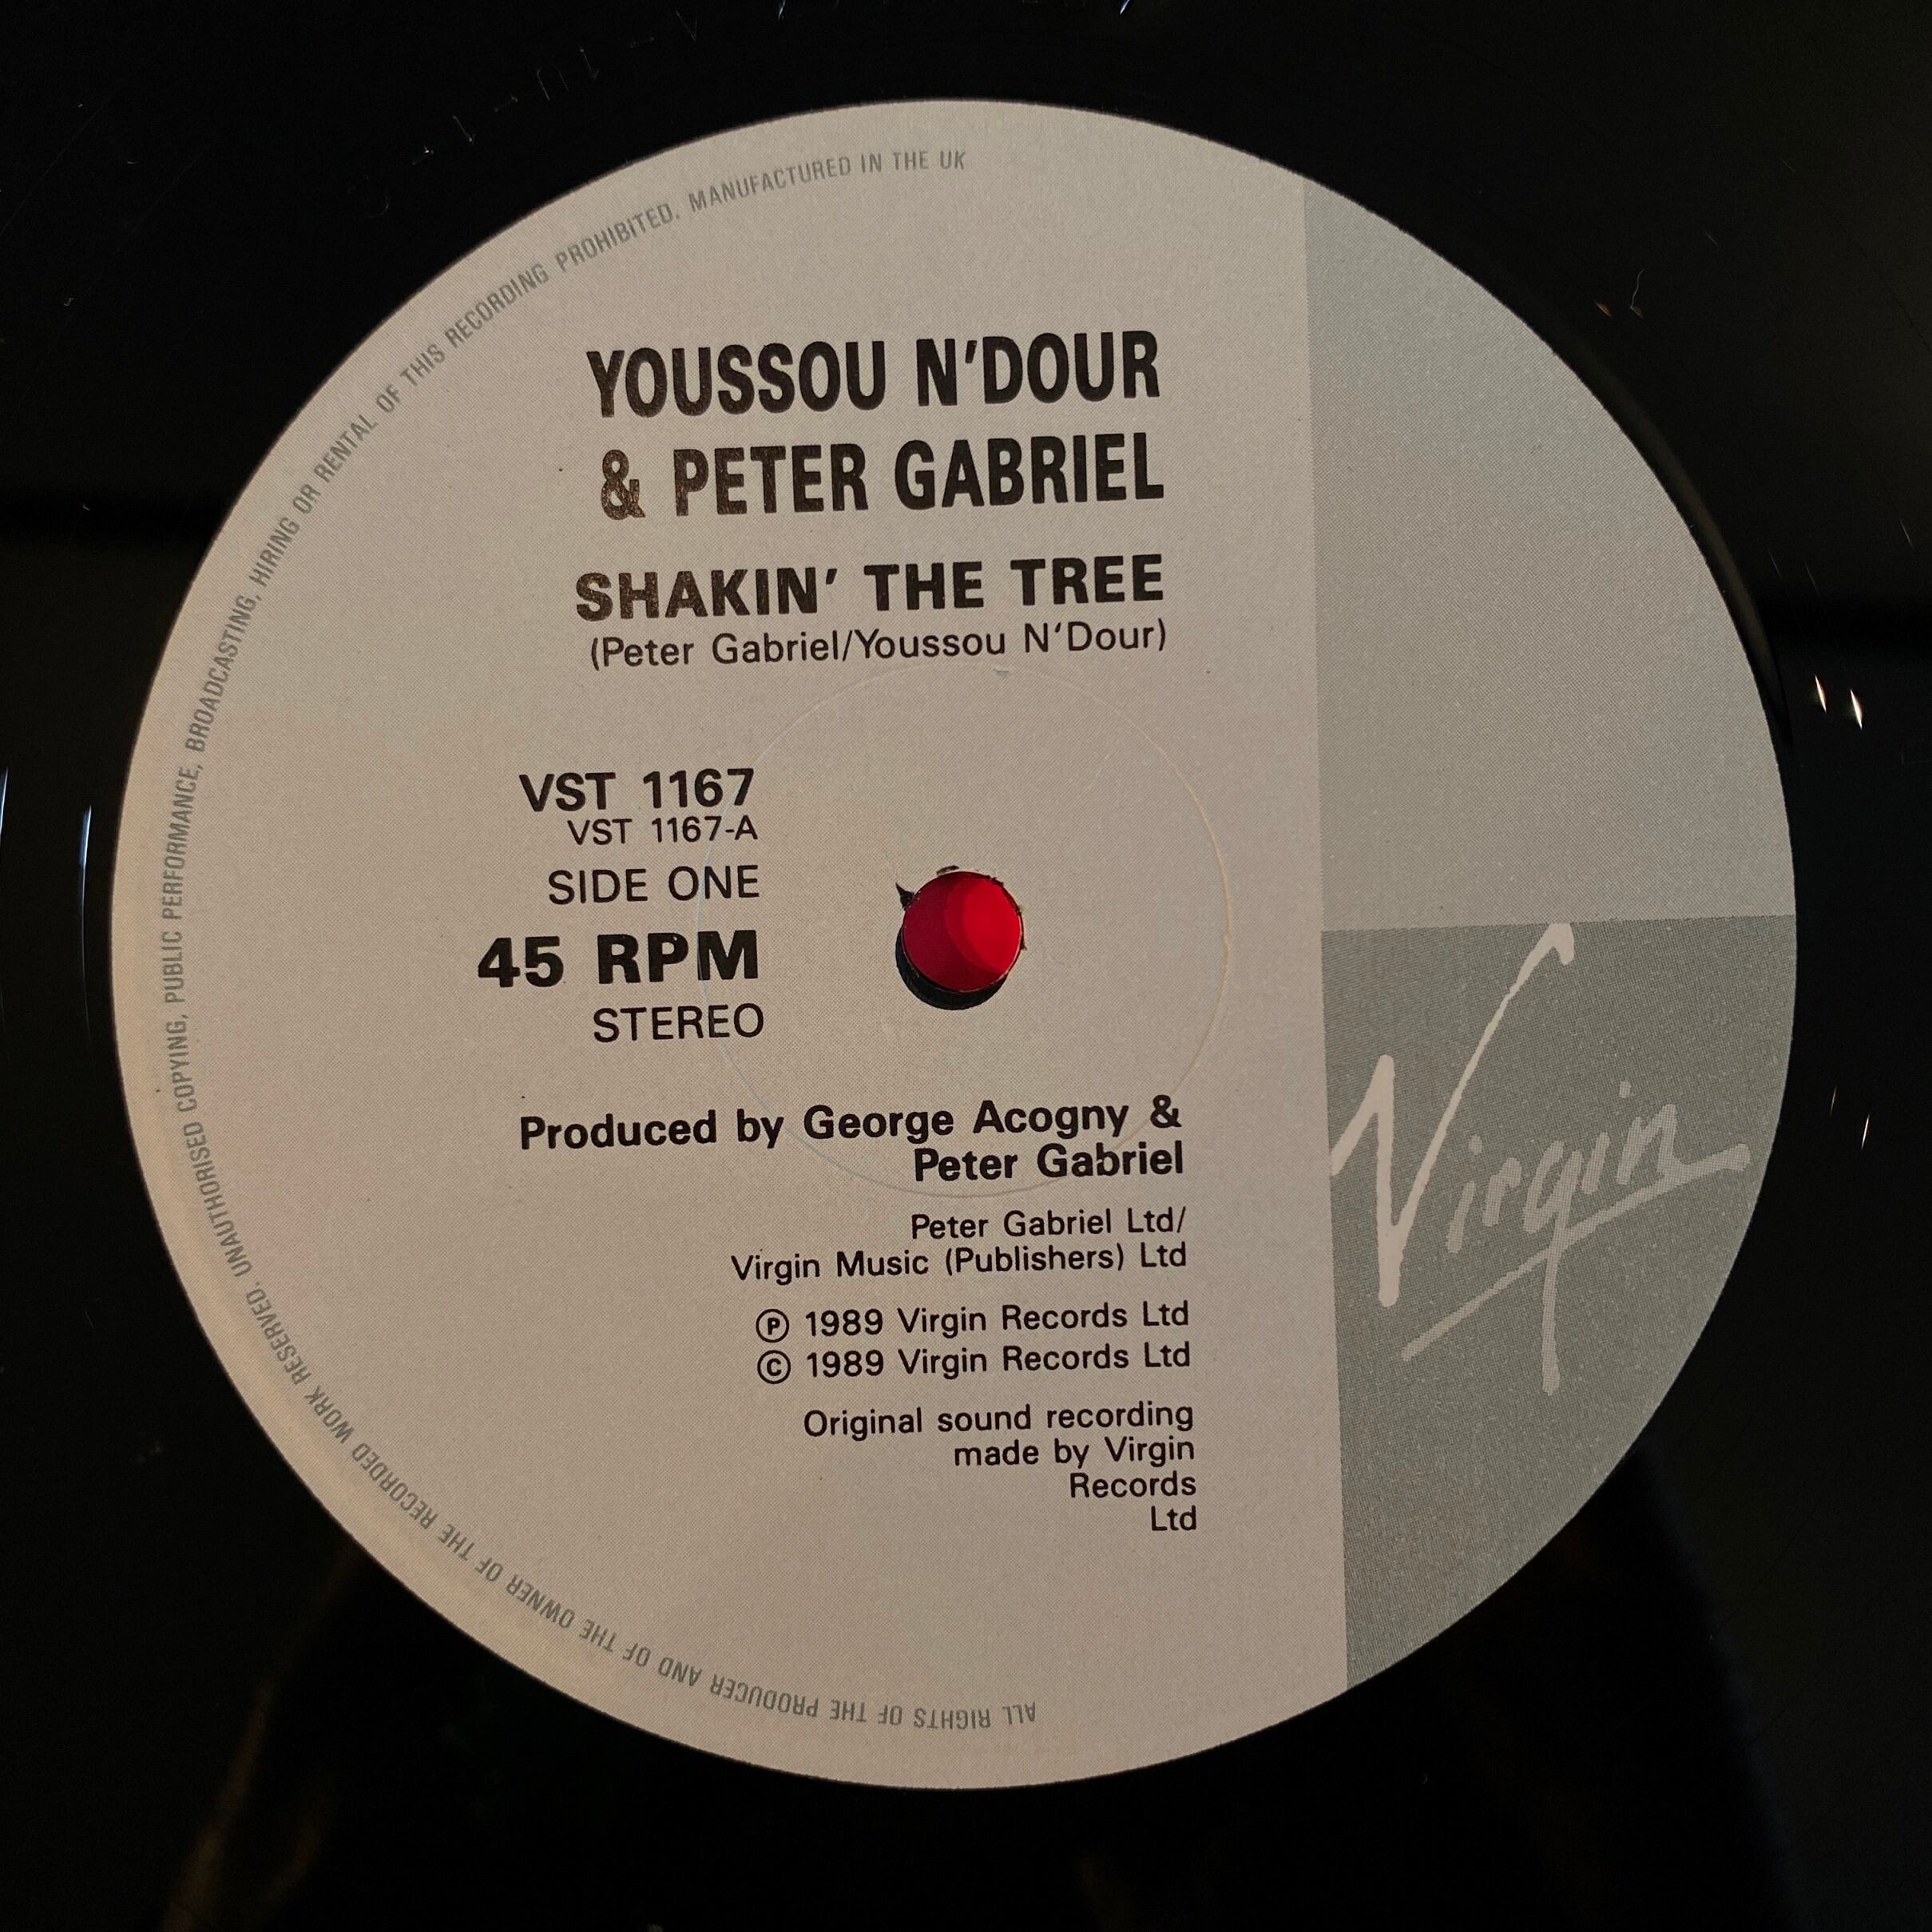 YOUSSOU N'DOUR
& PETER GABRIEL
SHAKIN' THE TREE
(Peter Gabriel/Youssou N'Dour)
VST 1167
VST 1167-A
SIDE ONE
45 RPM
STEREO
Produced by George Acogny &
Peter Gabriel
Peter Gabriel Ltd/
Virgin Music (Publishers) Ltd
Ⓟ 1989 Virgin Records Ltd
© 1989 Virgin Records Ltd
Original sound recording
made by Virgin
Records
Ltd
Virgin
ALL RIGHTS OF THE PRODUCER AND OF THE OWNER OF THE RECORDED WORK RESERVED. UNAUTHORISED COPYING, PUBLIC PERFORMANCE, BROADCASTING, HIRING OR RENTAL OF THIS RECORDING PROHIBITED. MANUFACTURED IN THE UK